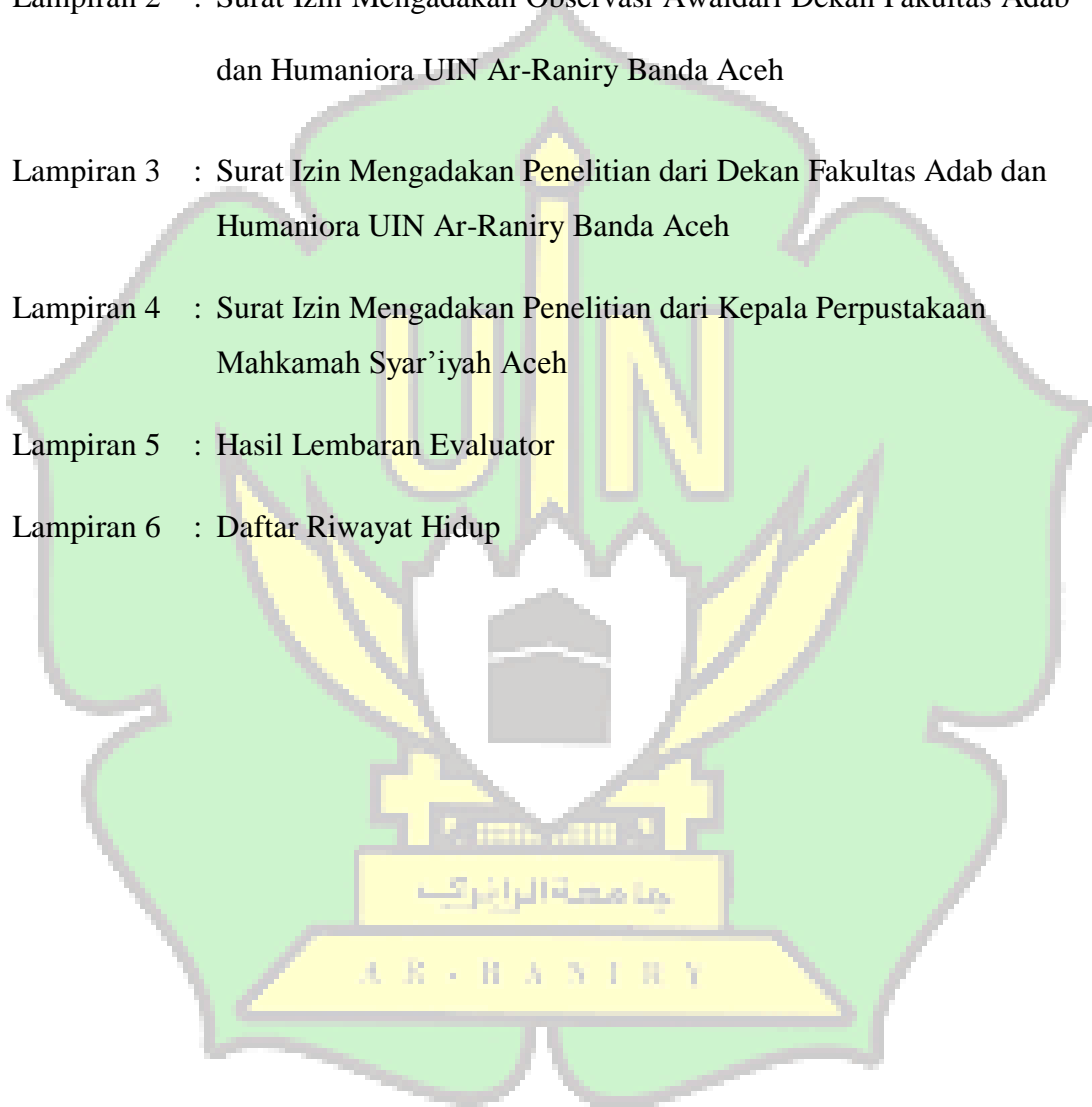 Lampiran 2 : Surat Izin Mengadakan Observasi Awaldari Dekan Fakultas Adab
dan Humaniora UIN Ar-Raniry Banda Aceh
Lampiran 3 : Surat Izin Mengadakan Penelitian dari Dekan Fakultas Adab dan
Humaniora UIN Ar-Raniry Banda Aceh
Lampiran 4 : Surat Izin Mengadakan Penelitian dari Kepala Perpustakaan
Mahkamah Syar’iyah Aceh
Lampiran 5 : Hasil Lembaran Evaluator
Lampiran 6 : Daftar Riwayat Hidup
UIN
جامعة الرانري
AR-RANIRY